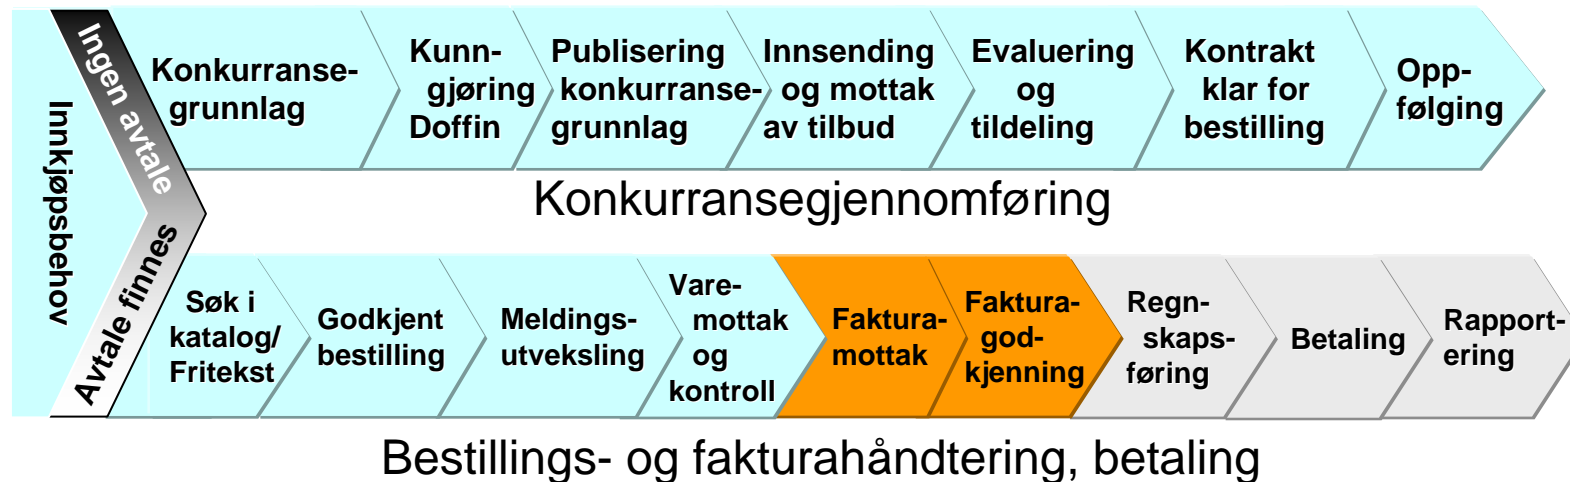 Innkjøpsbehov
Ingen avtale
Avtale finnes
Konkurranse-
grunnlag
Kunn-
gjøring
Doffin
Publisering
konkurranse-
grunnlag
Innsending
og mottak
av tilbud
Evaluering
og
tildeling
Kontrakt
klar for
bestilling
Opp-
følging
Konkurransegjennomføring
Søk i
katalog/
Fritekst
Godkjent
bestilling
Meldings-
utveksling
Vare-
mottak
og
kontroll
Faktura-
mottak
Faktura-
god-
kjenning
Regn-
skaps-
føring
Betaling
Rapport-
ering
Bestillings- og fakturahåndtering, betaling